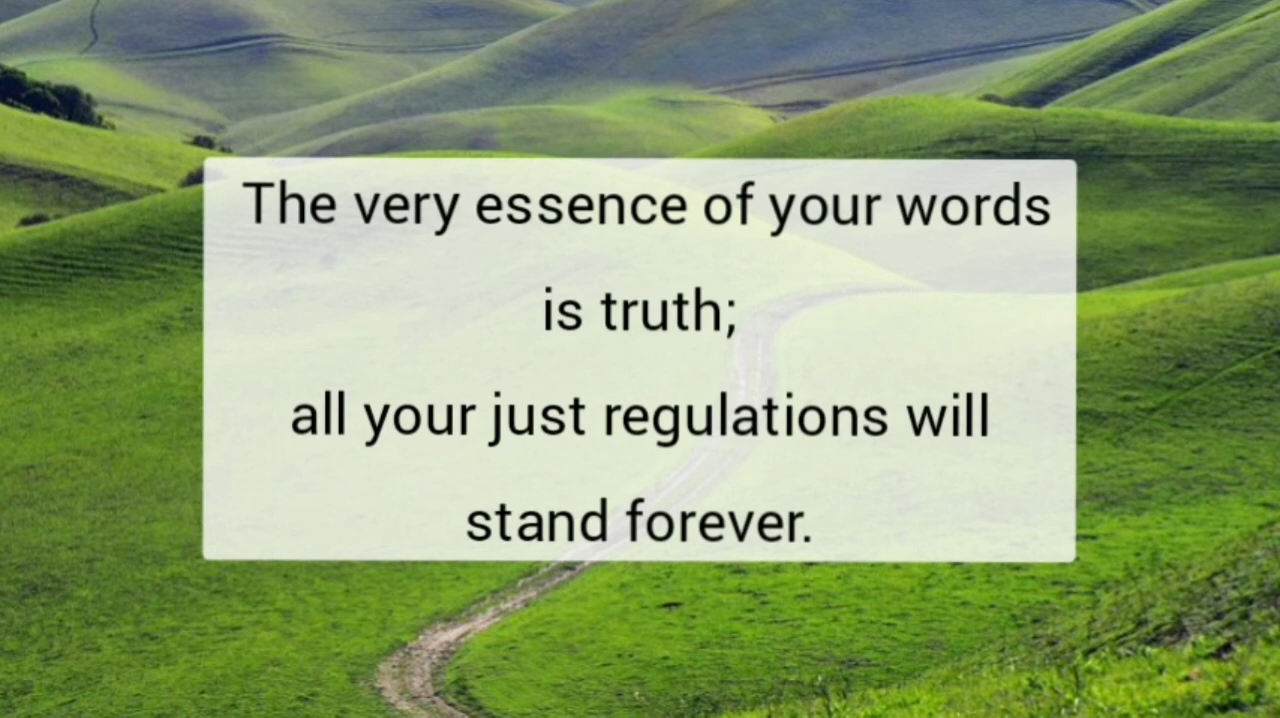 The very essence of your words
is truth;
all your just regulations will
stand forever.